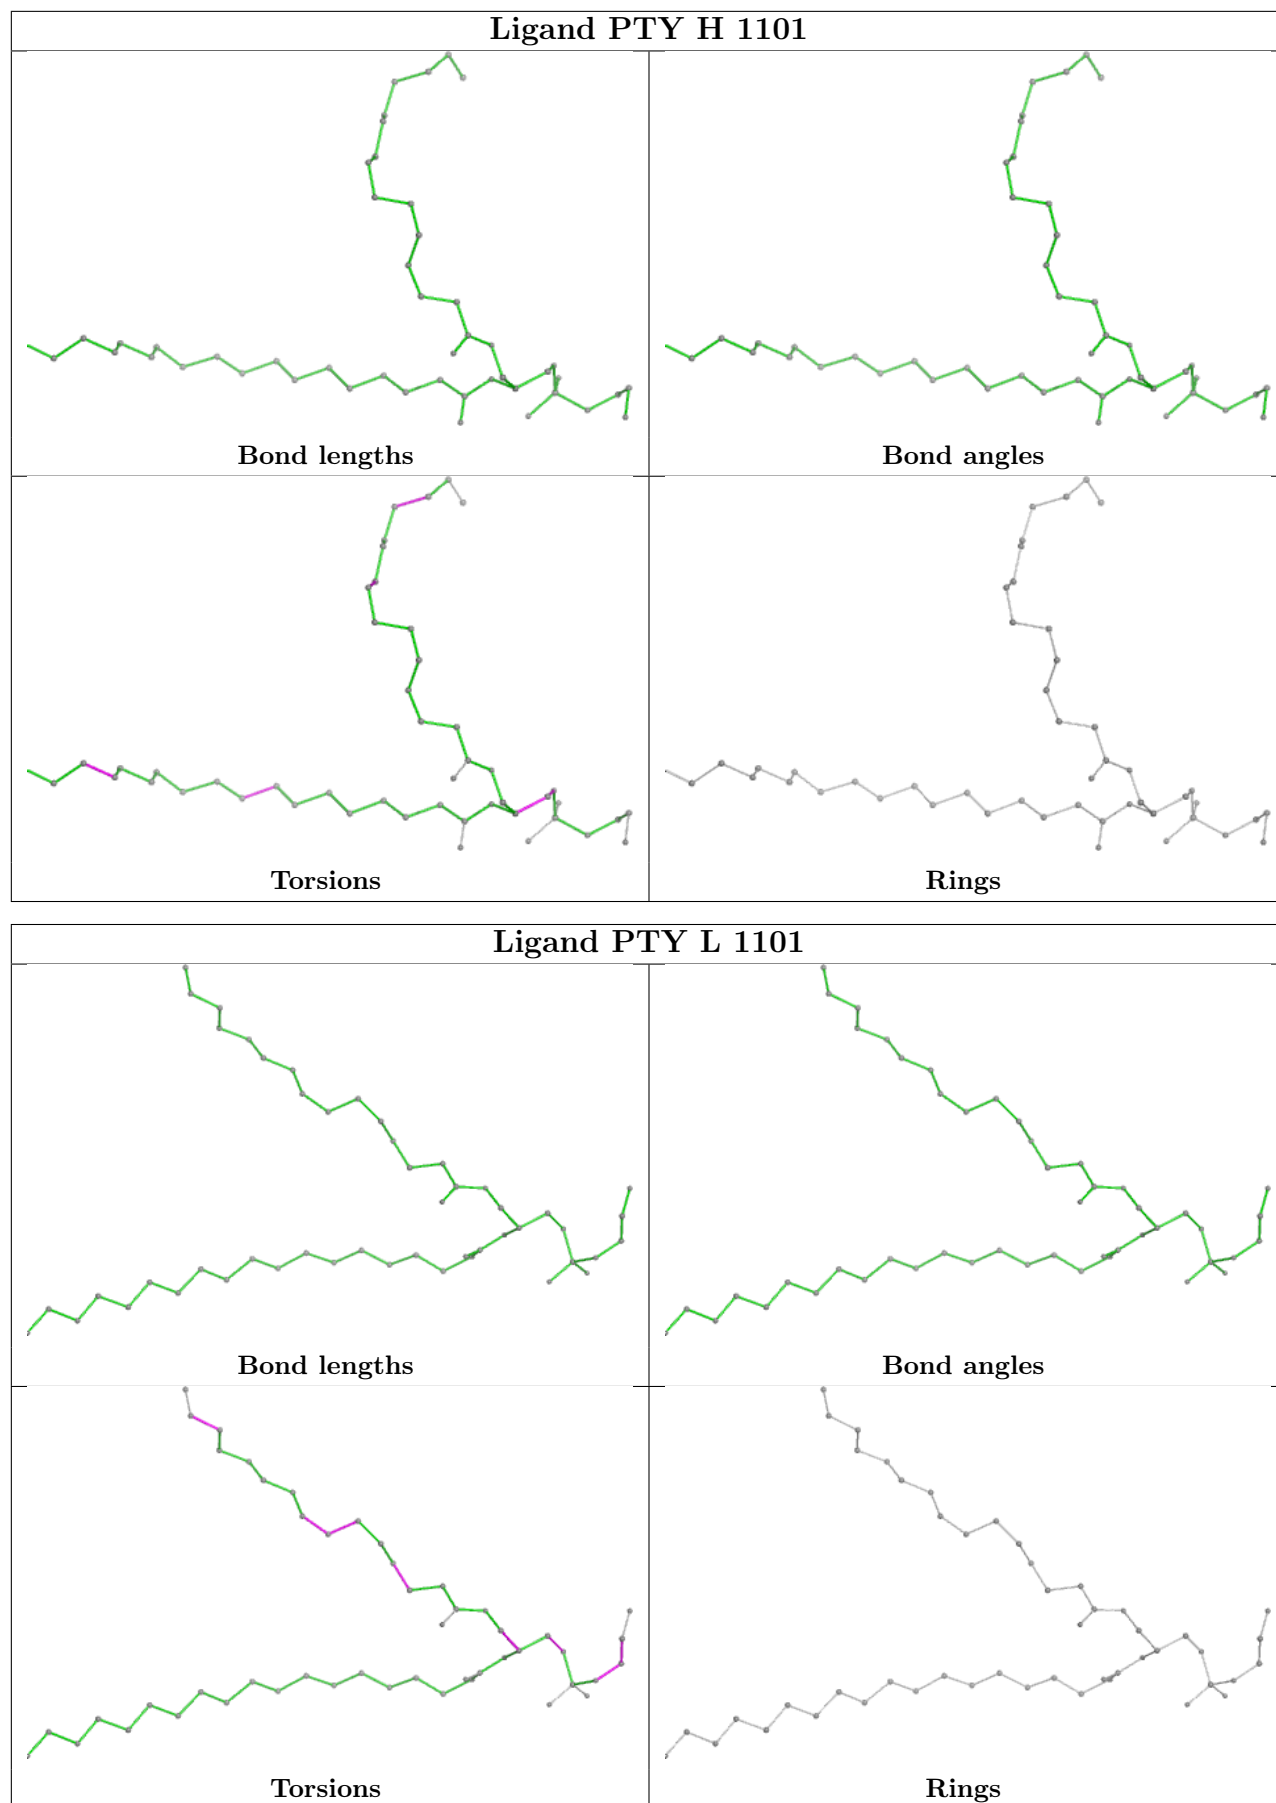 Ligand PTY H 1101
Bond lengths
Bond angles
Torsions
Rings
Ligand PTY L 1101
Bond lengths
Bond angles
Torsions
Rings